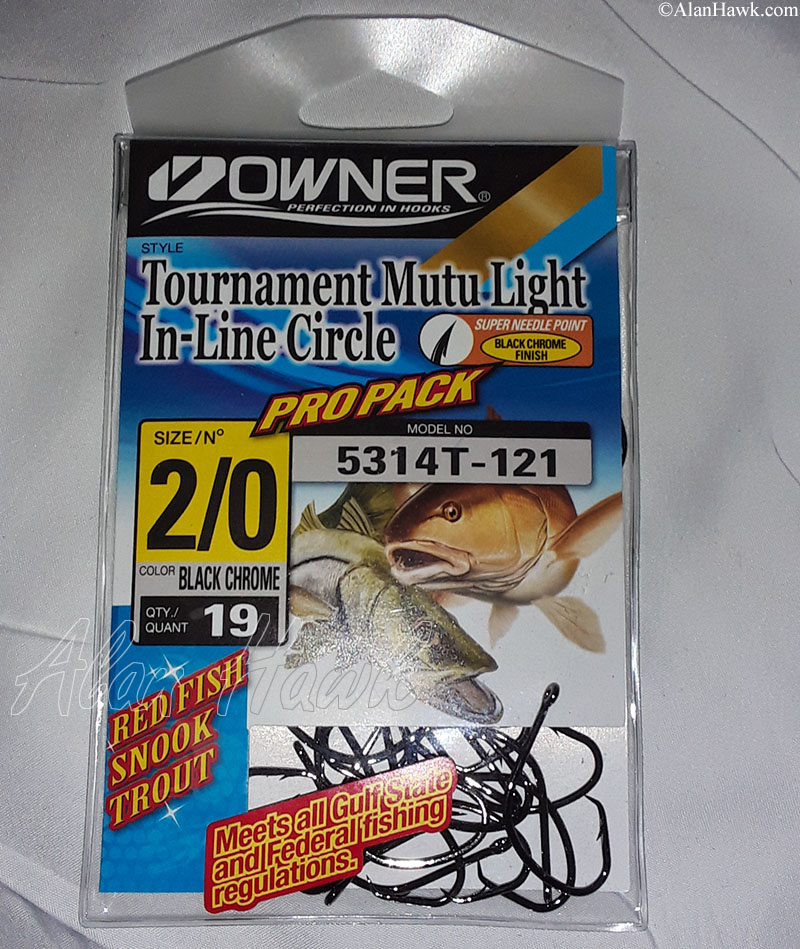 ©AlanHawk.com
OWNER®
PERFECTION IN HOOKS
STYLE
Tournament Mutu Light
In-Line Circle
SUPER NEEDLE POINT
BLACK CHROME
FINISH
PRO PACK
SIZE/Nº
2/0
MODEL NO
5314T-121
COLOR BLACK CHROME
QTY./
QUANT 19
Alan Hawk
RED FISH
SNOOK
TROUT
Meets all Gulf State
and Federal fishing
regulations.